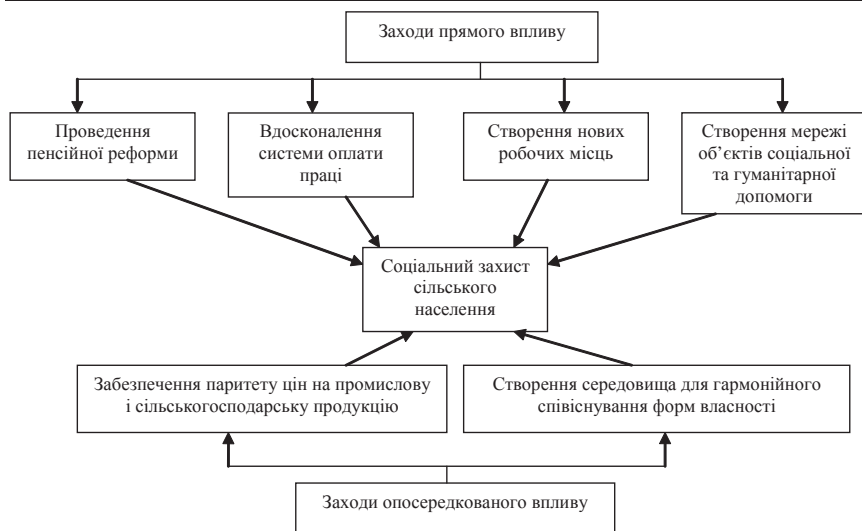 Заходи прямого впливу
Проведення
пенсійної реформи
Вдосконалення
системи оплати
праці
Створення нових
робочих місць
Створення мережі
об’єктів соціальної
та гуманітарної
допомоги
Соціальний захист
сільського
населення
Забезпечення паритету цін на промислову
і сільськогосподарську продукцію
Створення середовища для гармонійного
співіснування форм власності
Заходи опосередкованого впливу